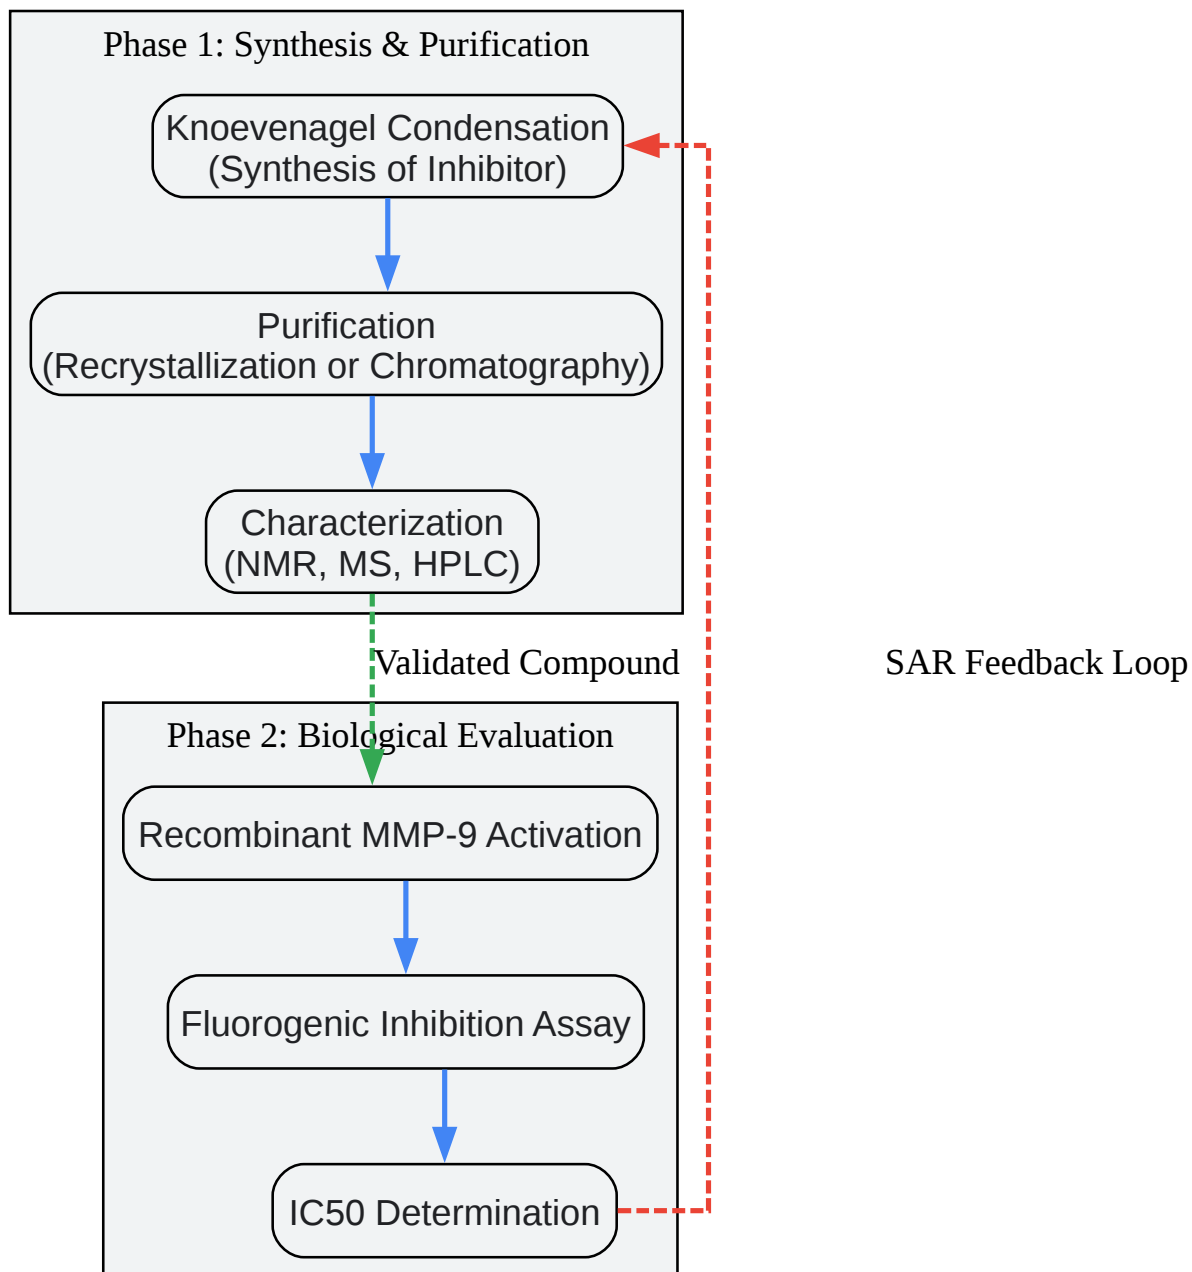 Phase 1: Synthesis & Purification
Knoevenagel Condensation
(Synthesis of Inhibitor)
Purification
(Recrystallization or Chromatography)
Characterization
(NMR, MS, HPLC)
Validated Compound
SAR Feedback Loop
Phase 2: Biological Evaluation
Recombinant MMP-9 Activation
Fluorogenic Inhibition Assay
IC50 Determination